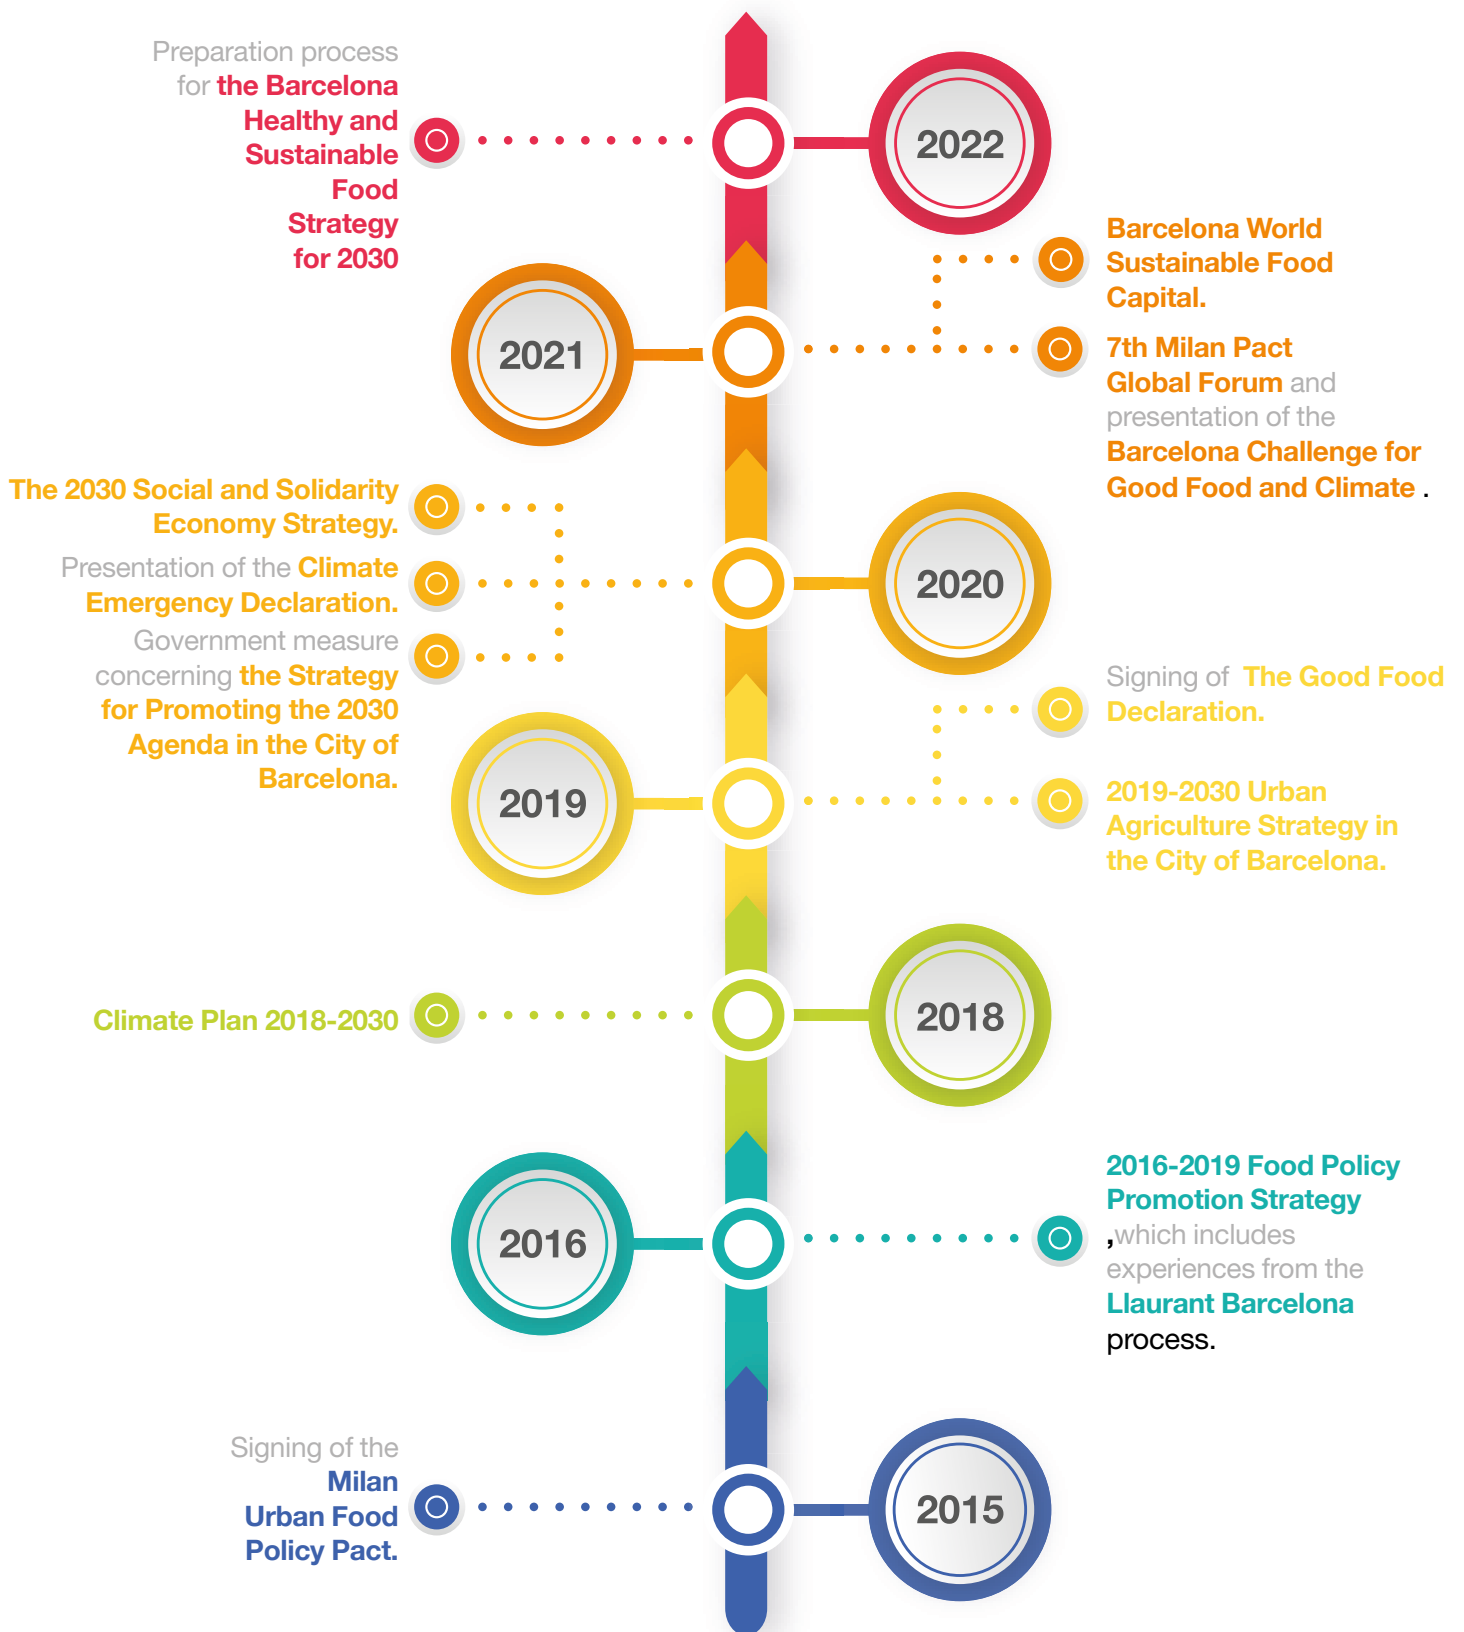 Preparation process
for the Barcelona
Healthy and
Sustainable
Food
Strategy
for 2030
2022
Barcelona World
Sustainable Food
Capital.
2021
7th Milan Pact
Global Forum and
presentation of the
Barcelona Challenge for
Good Food and Climate .
The 2030 Social and Solidarity
Economy Strategy.
Presentation of the Climate
Emergency Declaration.
Government measure
concerning the Strategy
for Promoting the 2030
Agenda in the City of
Barcelona.
2020
Signing of The Good Food
Declaration.
2019
2019-2030 Urban
Agriculture Strategy in
the City of Barcelona.
Climate Plan 2018-2030
2018
2016
2016-2019 Food Policy
Promotion Strategy
,which includes
experiences from the
Llaurant Barcelona
process.
Signing of the
Milan
Urban Food
Policy Pact.
2015